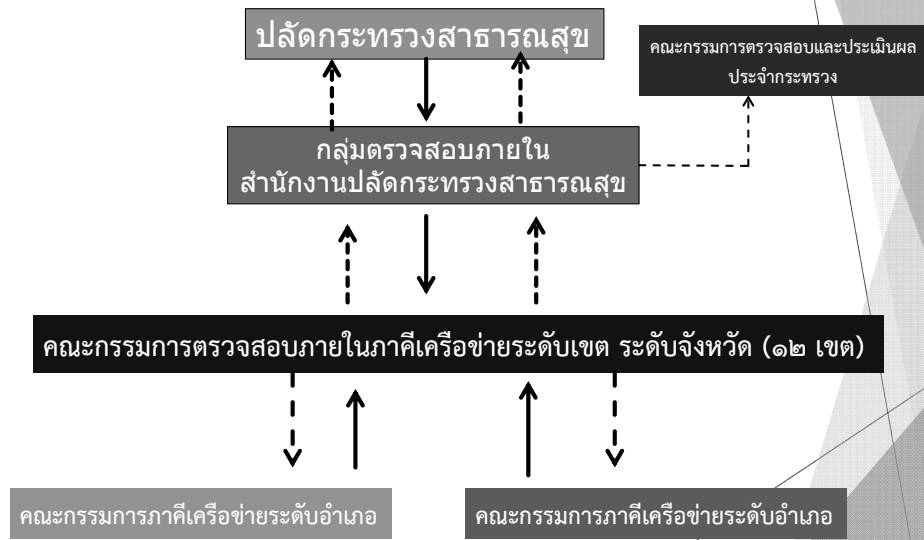 ปลัดกระทรวงสาธารณสุข
คณะกรรมการตรวจสอบและประเมินผล
ประจำกระทรวง
กลุ่มตรวจสอบภายใน
สำนักงานปลัดกระทรวงสาธารณสุข
คณะกรรมการตรวจสอบภายในภาคีเครือข่ายระดับเขต ระดับจังหวัด (๑๒ เขต)
คณะกรรมการภาคีเครือข่ายระดับอำเภอ
คณะกรรมการภาคีเครือข่ายระดับอำเภอ